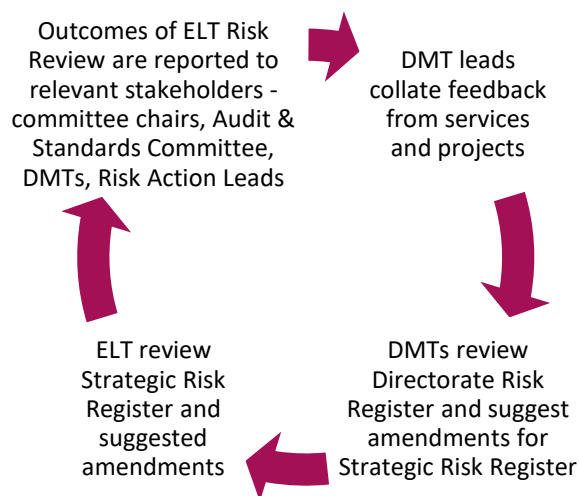 Outcomes of ELT Risk
Review are reported to
relevant stakeholders -
committee chairs, Audit &
Standards Committee,
DMTs, Risk Action Leads
DMT leads
collate feedback
from services
and projects
DMTs review
Directorate Risk
Register and suggest
amendments for
Strategic Risk Register
ELT review
Strategic Risk
Register and
suggested
amendments